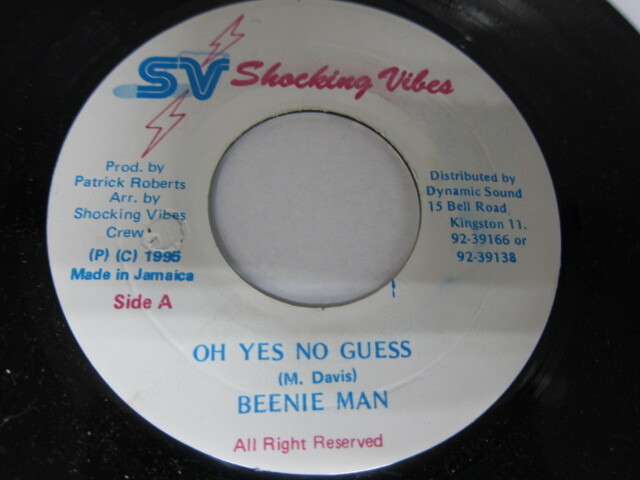 SV Shocking Vibes
Prod. by
Patrick Roberts
Arr. by
Shocking Vibes
Crew
(P) (C) 1995
Made in Jamaica
Side A
Distributed by
Dynamic Sound
15 Bell Road,
Kingston 11.
92-39166 or
92-39138
OH YES NO GUESS
(M. Davis)
BEENIE MAN
All Right Reserved